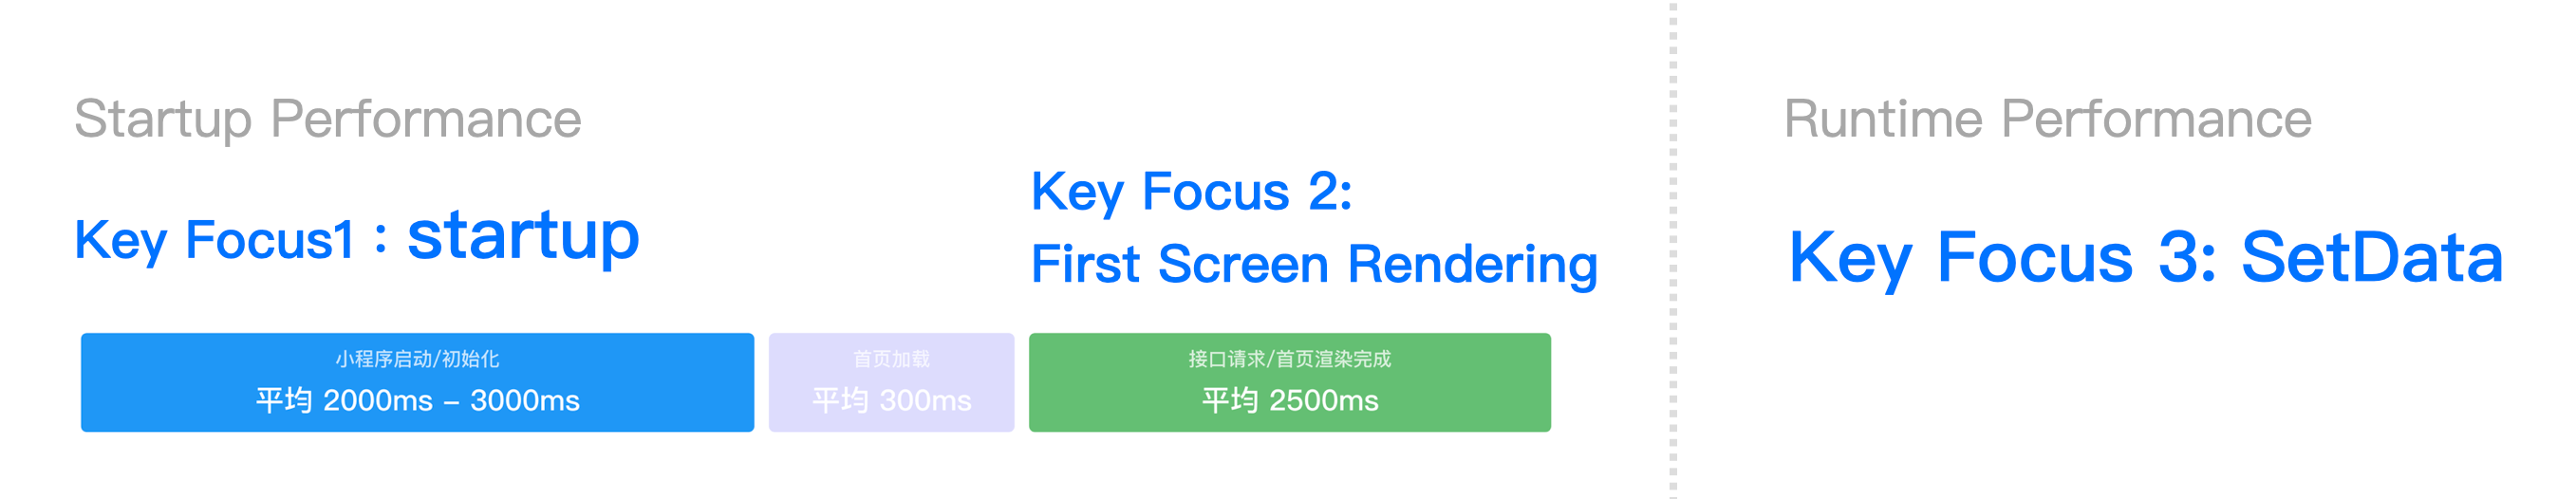 Startup Performance
Key Focus1：startup
Key Focus 2:
First Screen Rendering
小程序启动/初始化
平均 2000ms – 3000ms
首页加载
平均 300ms
接口请求/首页渲染完成
平均 2500ms
Runtime Performance
Key Focus 3: SetData